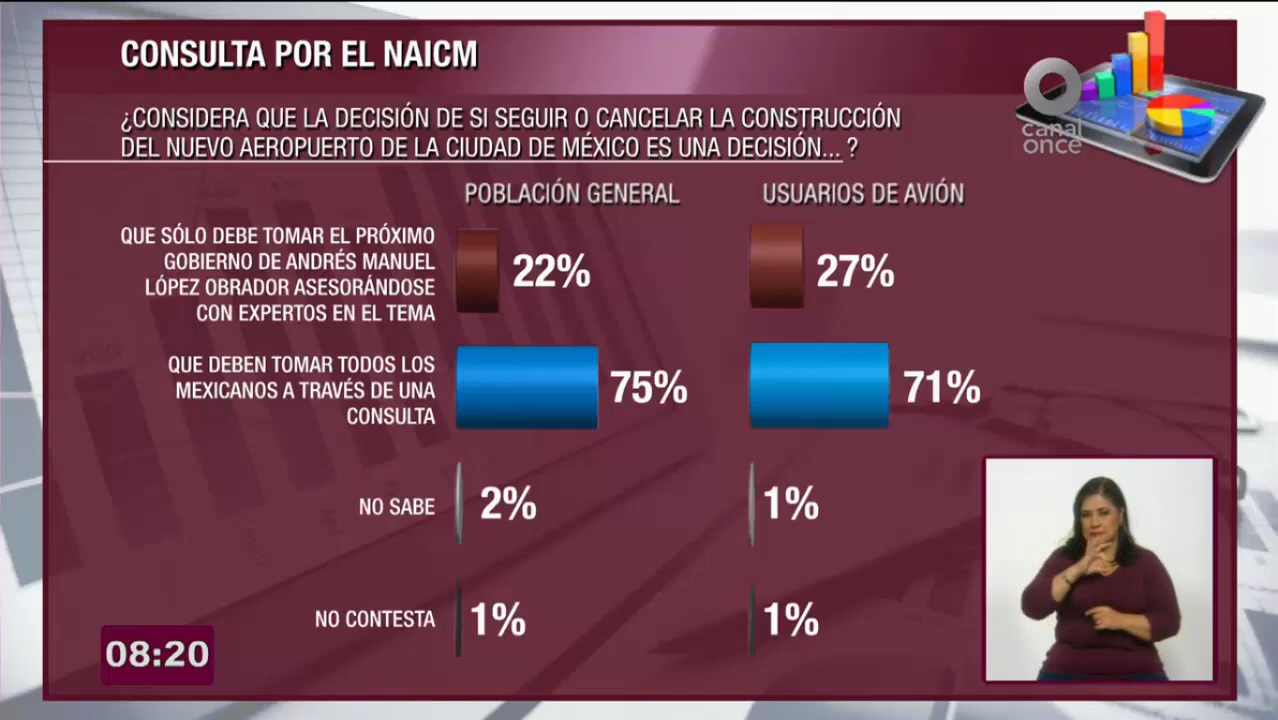 CONSULTA POR EL NAICM
¿CONSIDERA QUE LA DECISIÓN DE SI SEGUIR O CANCELAR LA CONSTRUCCIÓN
DEL NUEVO AEROPUERTO DE LA CIUDAD DE MÉXICO ES UNA DECISIÓN... ?
canal
once
POBLACIÓN GENERAL
USUARIOS DE AVIÓN
QUE SÓLO DEBE TOMAR EL PRÓXIMO
GOBIERNO DE ANDRÉS MANUEL
LÓPEZ OBRADOR ASESORÁNDOSE
CON EXPERTOS EN EL TEMA
22%
27%
QUE DEBEN TOMAR TODOS LOS
MEXICANOS A TRAVÉS DE UNA
CONSULTA
75%
71%
NO SABE
2%
1%
NO CONTESTA
1%
1%
08:20